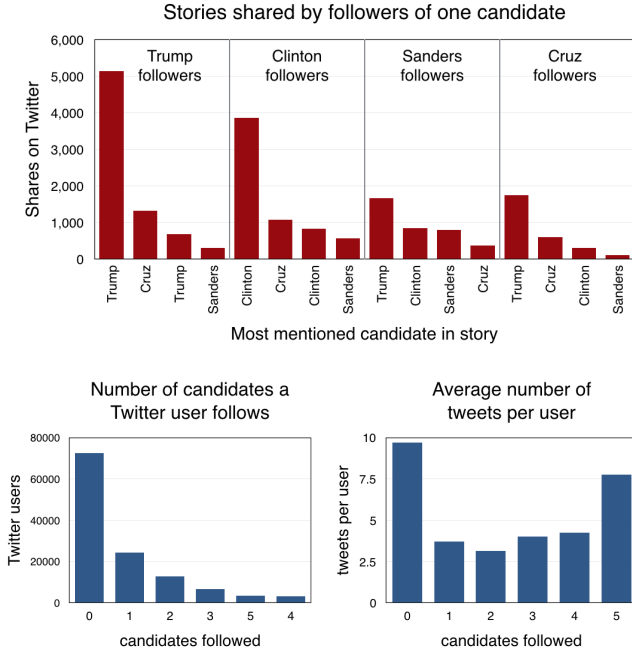 Stories shared by followers of one candidate
Shares on Twitter
6,000
5,000
4,000
3,000
2,000
1,000
0
Trump
followers
Clinton
followers
Sanders
followers
Cruz
followers
Trump
Cruz
Trump
Sanders
Clinton
Cruz
Clinton
Sanders
Trump
Clinton
Sanders
Cruz
Trump
Cruz
Clinton
Sanders
Most mentioned candidate in story
Number of candidates a
Twitter user follows
Twitter users
80000
60000
40000
20000
0
0 1 2 3 5 4
candidates followed
Average number of
tweets per user
tweets per user
10
7.5
5
2.5
0
0 1 2 3 4 5
candidates followed